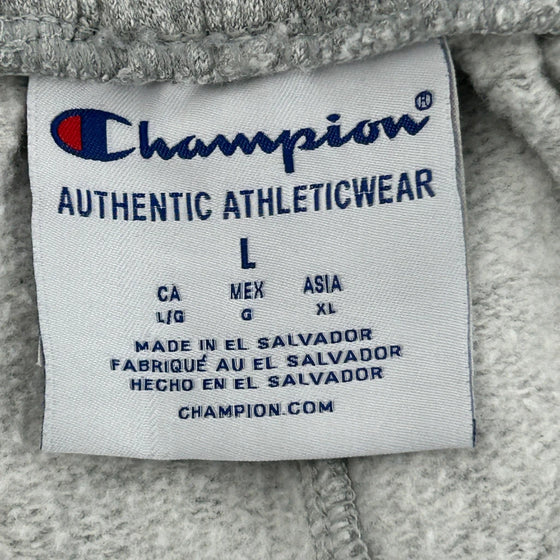 Champion®
AUTHENTIC ATHLETICWEAR
L
CA MEX ASIA
L/G G XL
MADE IN EL SALVADOR
FABRIQUÉ AU EL SALVADOR
HECHO EN EL SALVADOR
CHAMPION.COM